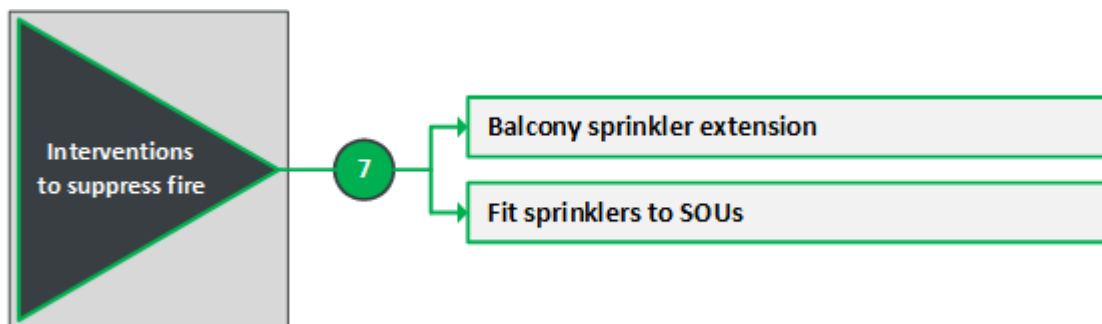 Interventions
to suppress fire
7
Balcony sprinkler extension
Fit sprinklers to SOUs